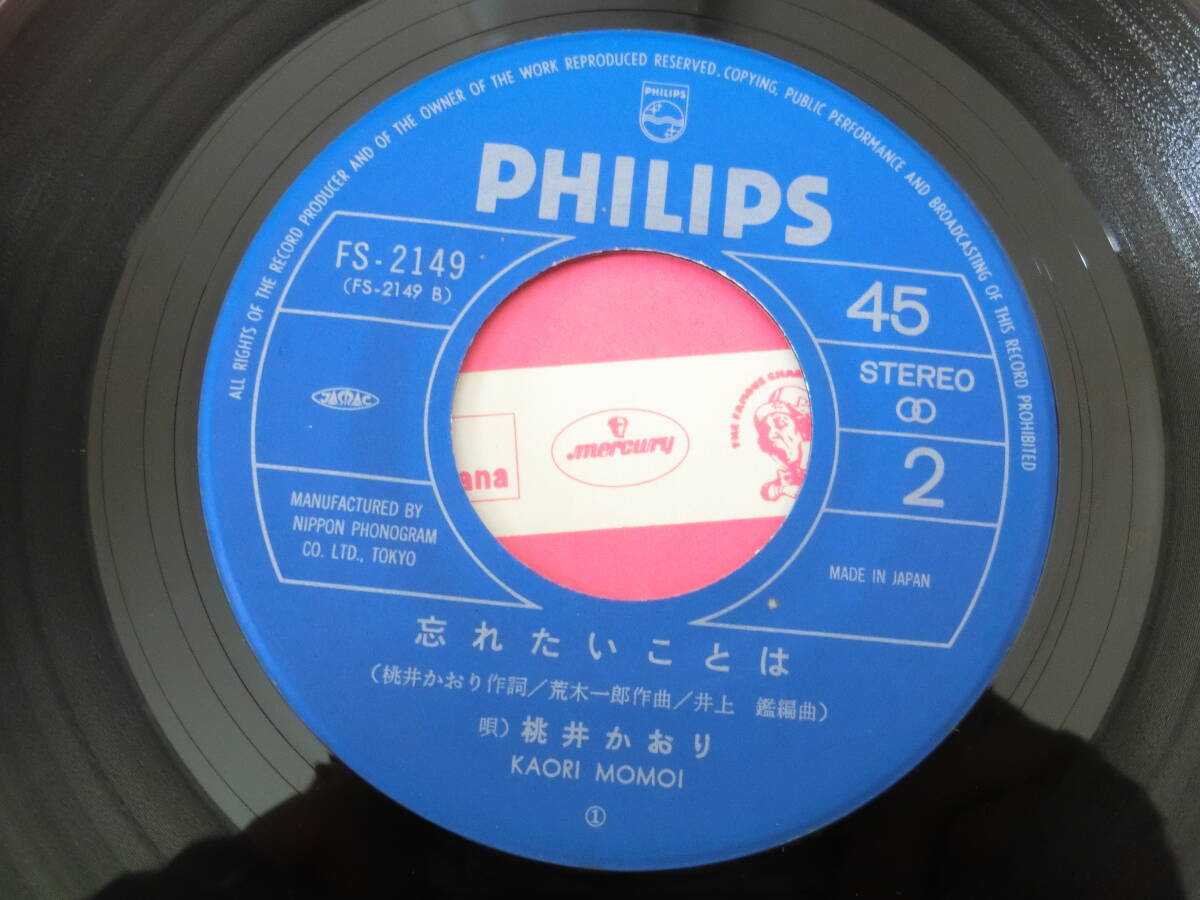 ALL RIGHTS OF THE RECORD PRODUCER AND OF THE OWNER OF THE WORK REPRODUCED RESERVED. COPYING, PUBLIC PERFORMANCE AND BROADCASTING OF THIS RECORD PROHIBITED
PHILIPS
PHILIPS
FS-2149
(FS-2149 B)
JASRAC
MANUFACTURED BY
NIPPON PHONOGRAM
CO. LTD., TOKYO
45
STEREO
2
MADE IN JAPAN
mercury
THE FAMOUS CHAR
ana
忘れたいことは
(桃井かおり作詞/荒木一郎作曲/井上 鑑編曲)
唄)桃井かおり
KAORI MOMOI
①